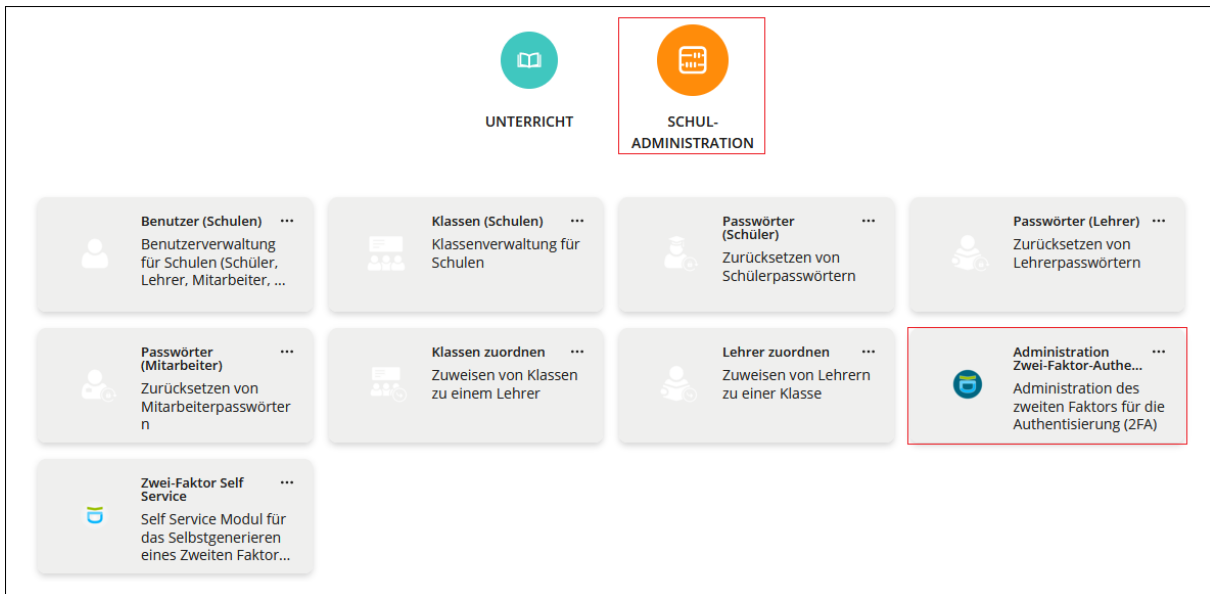 UNTERRICHT
SCHUL-
ADMINISTRATION
Benutzer (Schulen) ...
Benutzerverwaltung
für Schulen (Schüler,
Lehrer, Mitarbeiter, ...
Klassen (Schulen) ...
Klassenverwaltung für
Schulen
Passwörter ...
(Schüler)
Zurücksetzen von
Schülerpasswörtern
Passwörter (Lehrer) ...
Zurücksetzen von
Lehrerpasswörtern
Passwörter ...
(Mitarbeiter)
Zurücksetzen von
Mitarbeiterpasswörter
n
Klassen zuordnen ...
Zuweisen von Klassen
zu einem Lehrer
Lehrer zuordnen ...
Zuweisen von Lehrern
zu einer Klasse
Administration ...
Zwei-Faktor-Authe...
Administration des
zweiten Faktors für die
Authentisierung (2FA)
Zwei-Faktor Self ...
Service
Self Service Modul für
das Selbstgenerieren
eines Zweiten Faktor...